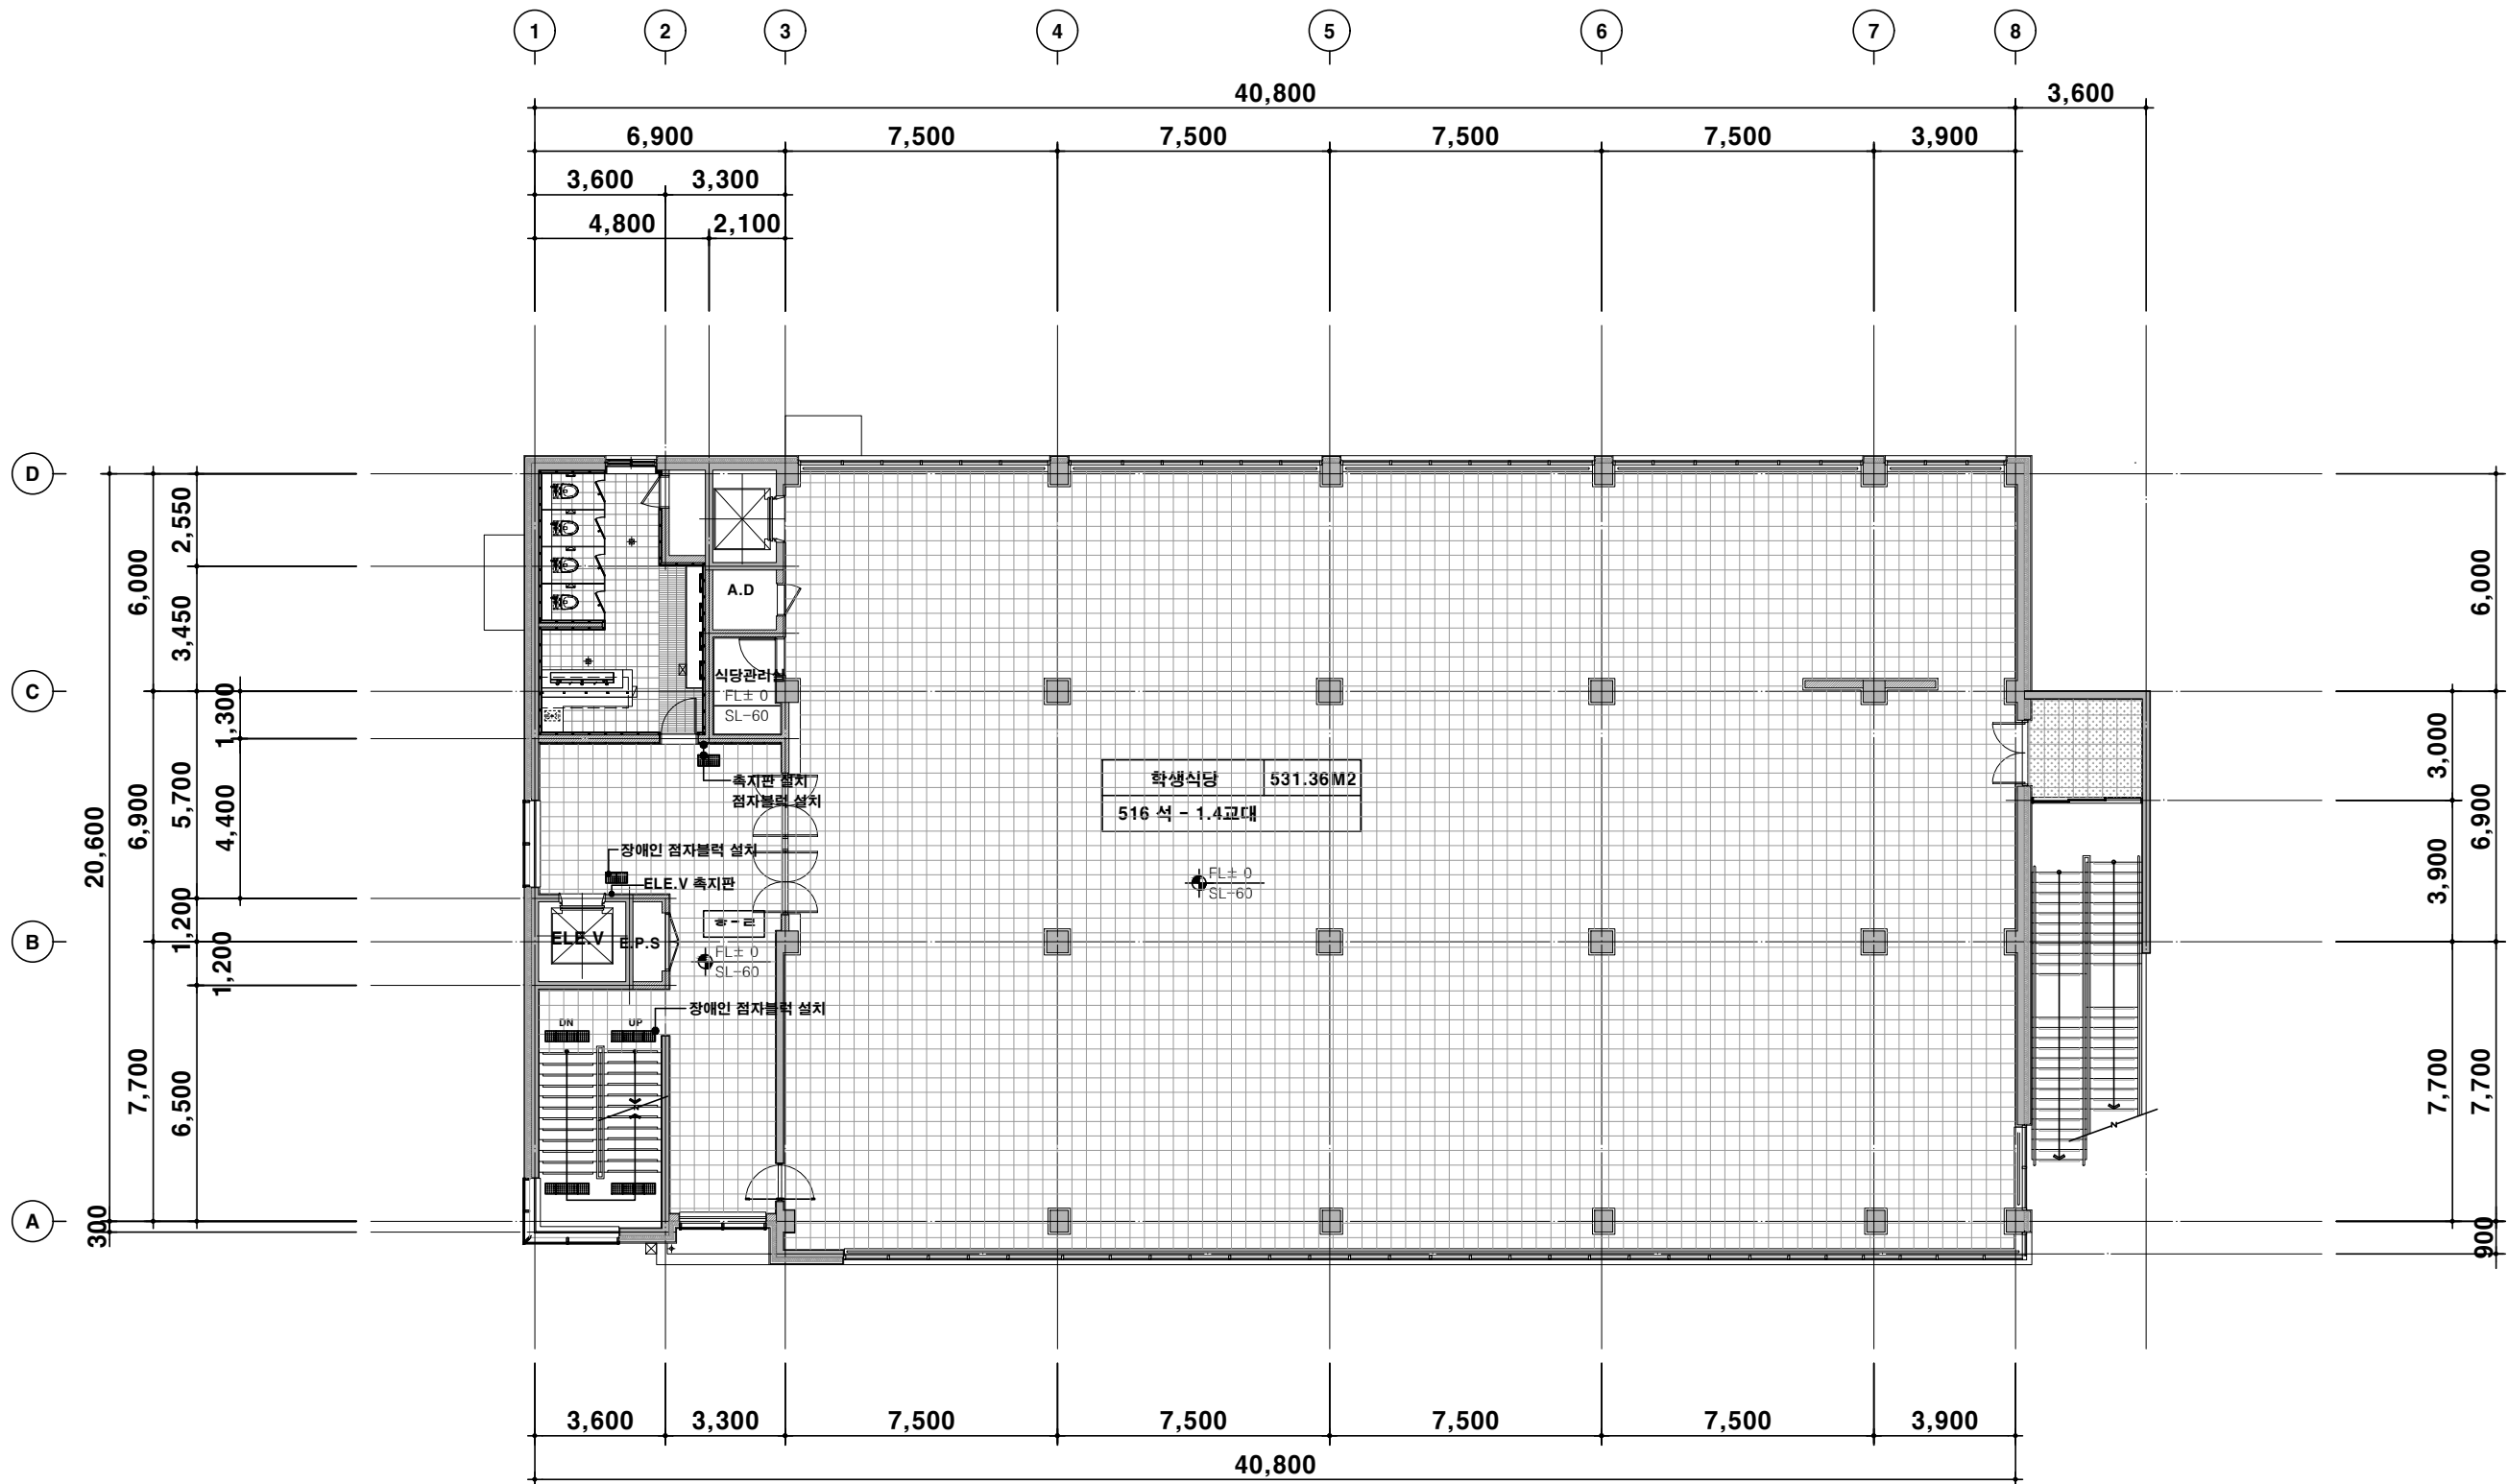 1 2 3 4 5 6 7 8
40,800 3,600
6,900 7,500 7,500 7,500 7,500 3,900
3,600 3,300
4,800 2,100
D
C
B
A
20,600
300
6,000
6,900
7,700
2,550
3,450
5,700
1,200
1,200
6,500
1,300
4,400
A.D
식당관리실
FL± 0
SL-60
촉지판 설치
점자블럭 설치
장애인 점자블럭 설치
ELE.V 촉지판
ELE.V
E.P.S
홀
FL± 0
SL-60
장애인 점자블럭 설치
DN UP
학생식당 531.36M2
516 석 - 1.4교대
FL± 0
SL-60
3,000
3,900
7,700
6,000
6,900
7,700
900
3,600 3,300 7,500 7,500 7,500 7,500 3,900
40,800